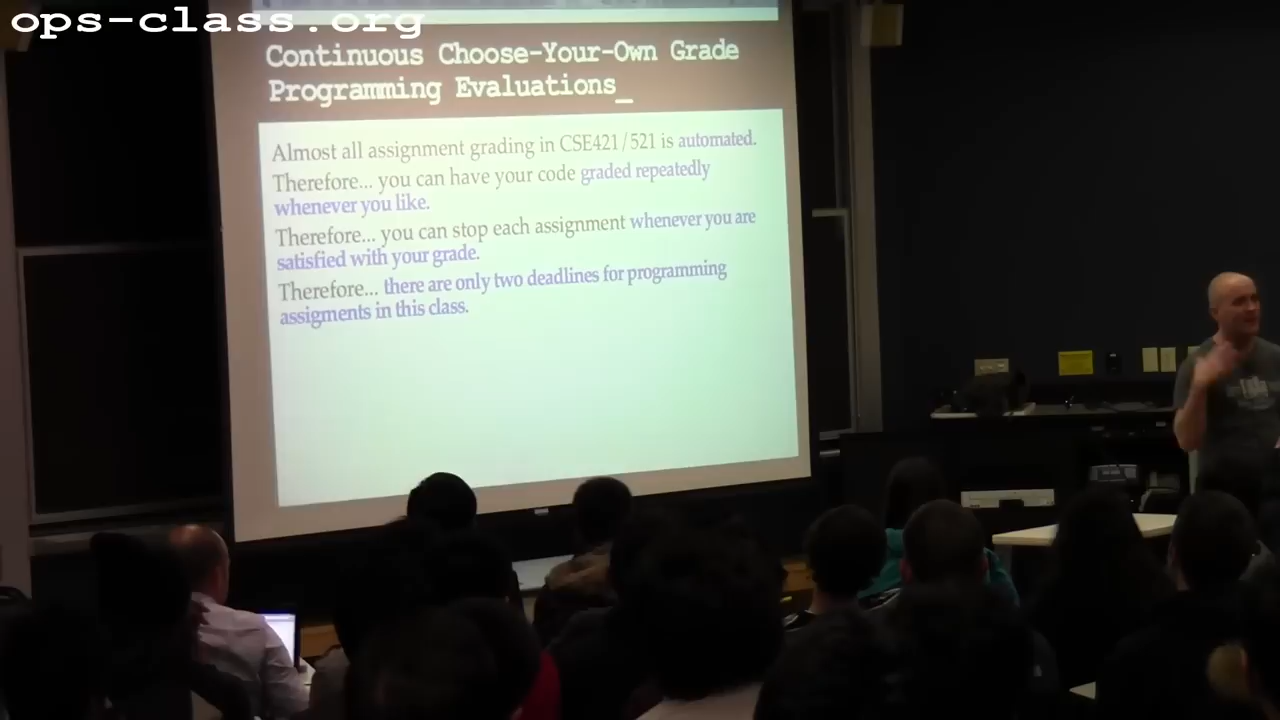 ops-class.org
Continuous Choose-Your-Own Grade
Programming Evaluations_
Almost all assignment grading in CSE421/521 is automated.
Therefore... you can have your code graded repeatedly
whenever you like.
Therefore... you can stop each assignment whenever you are
satisfied with your grade.
Therefore... there are only two deadlines for programming
assigments in this class.